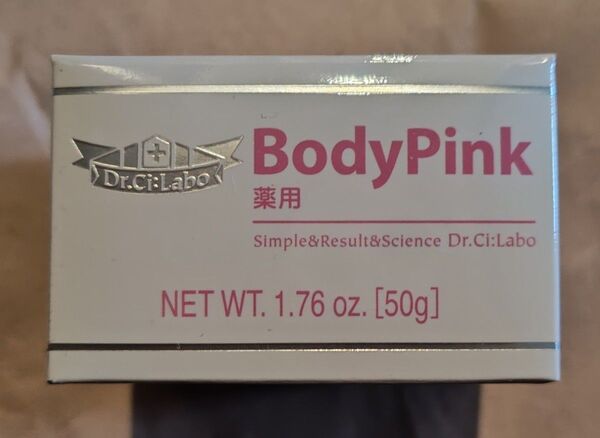 Dr.Ci:Labo
BodyPink
薬用
Simple&Result&Science Dr.Ci:Labo
NET WT. 1.76 oz. [50g]